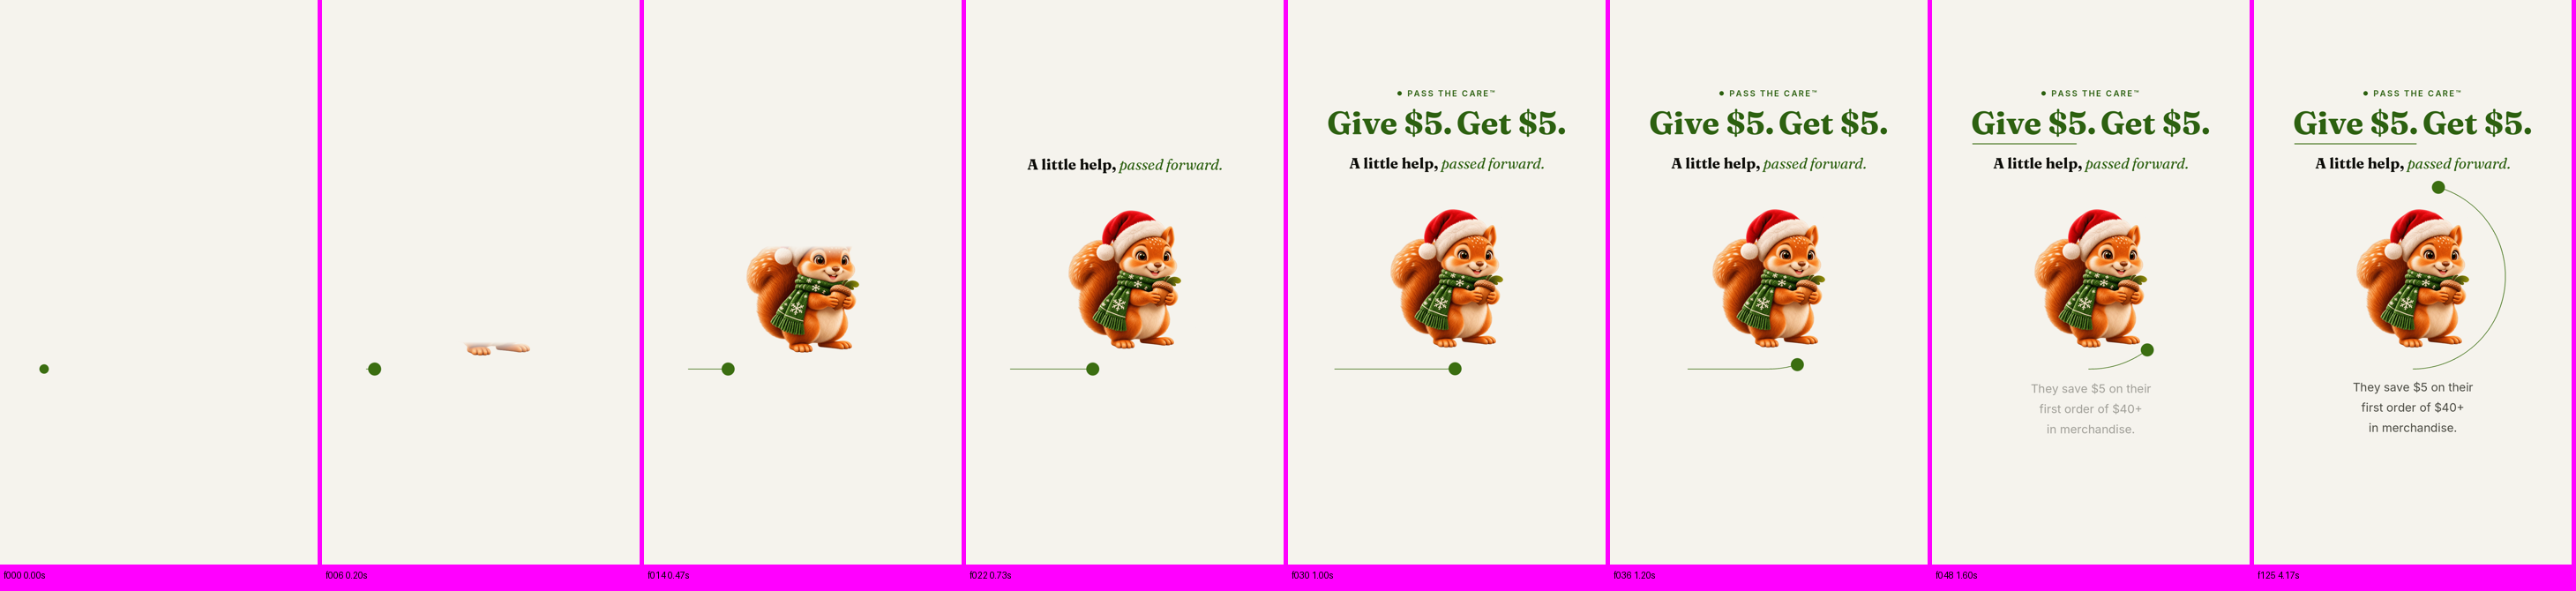 A little help, passed forward.
• PASS THE CARE™
Give $5. Get $5.
A little help, passed forward.
• PASS THE CARE™
Give $5. Get $5.
A little help, passed forward.
• PASS THE CARE™
Give $5. Get $5.
A little help, passed forward.
They save $5 on their
first order of $40+
in merchandise.
• PASS THE CARE™
Give $5. Get $5.
A little help, passed forward.
They save $5 on their
first order of $40+
in merchandise.
f000 0.00s
f006 0.20s
f014 0.47s
f022 0.73s
f030 1.00s
f036 1.20s
f048 1.60s
f125 4.17s